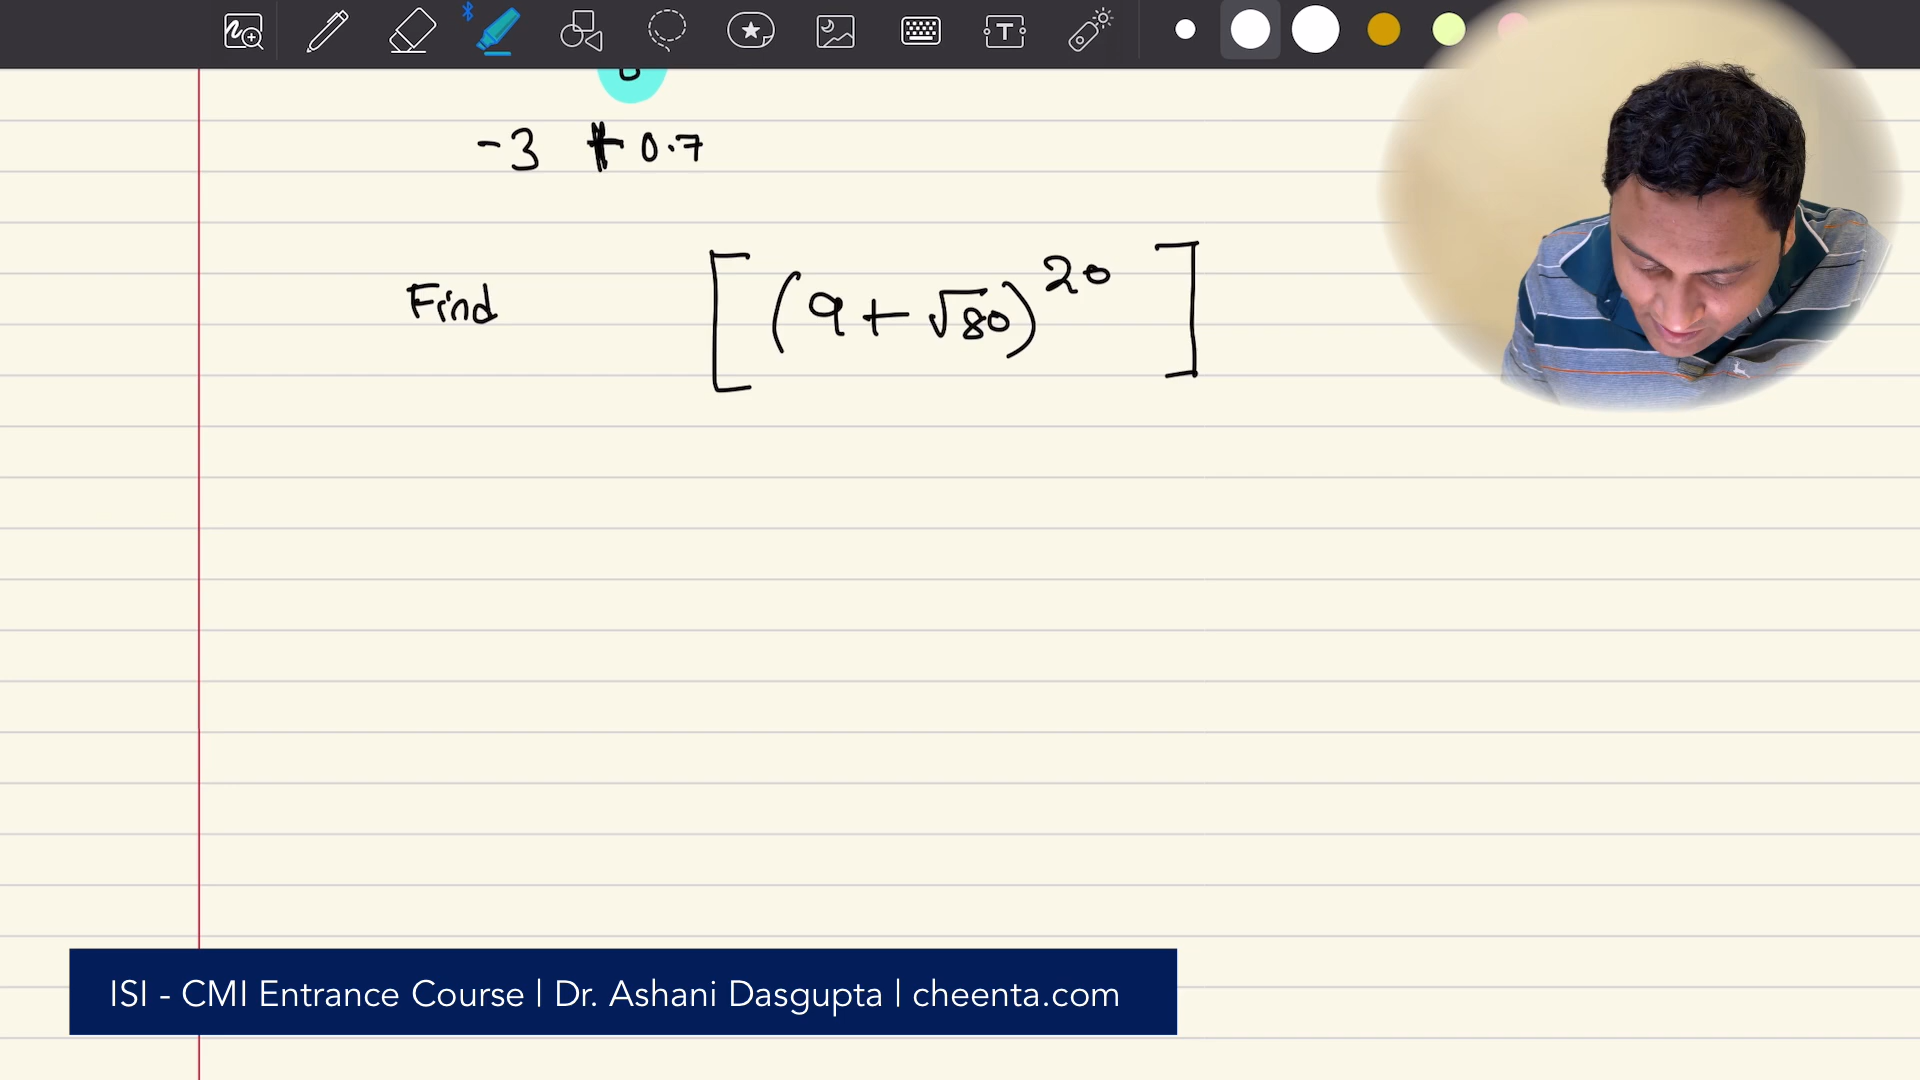 -3 + 0.7
Find [ (9 + √80)^20 ]
ISI - CMI Entrance Course | Dr. Ashani Dasgupta | cheenta.com